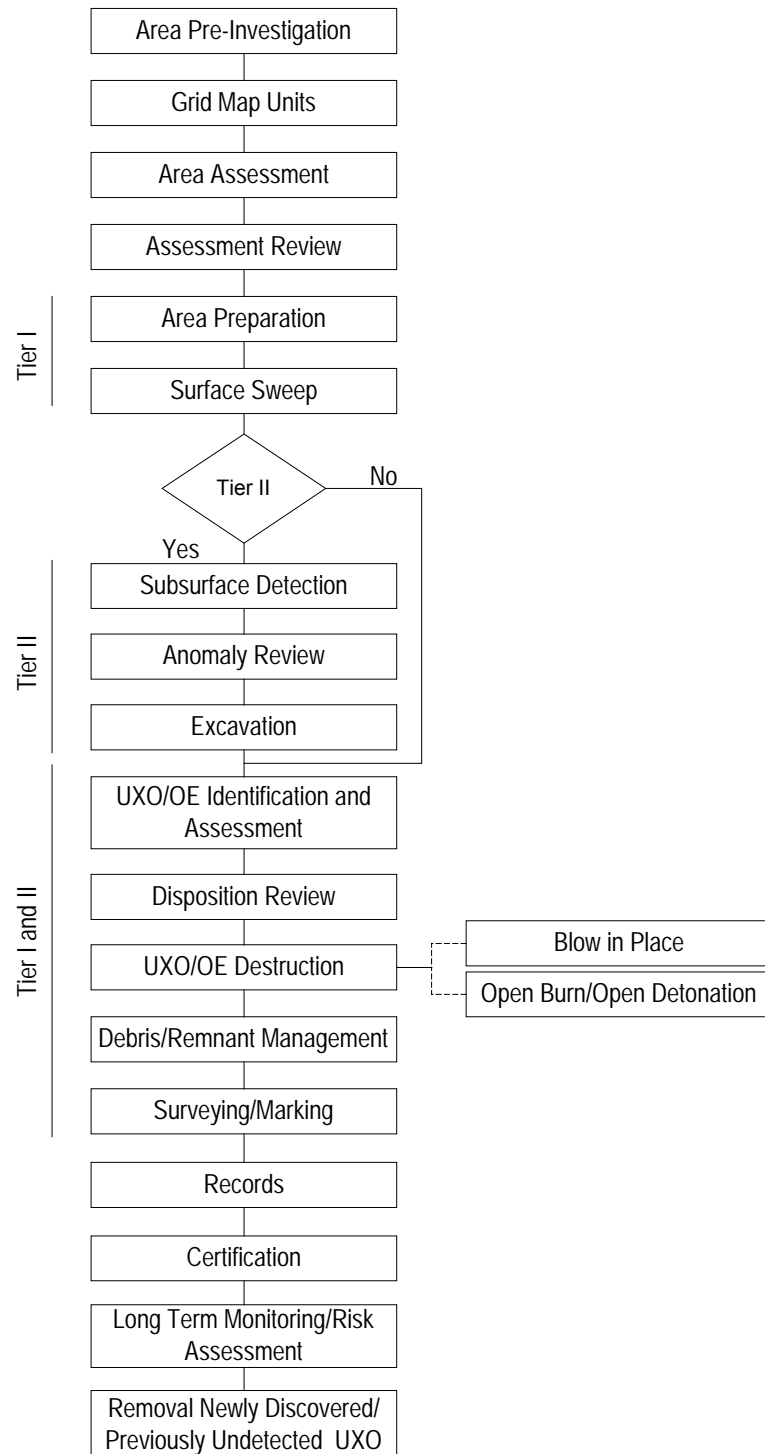 Area Pre-Investigation
Grid Map Units
Area Assessment
Assessment Review
Tier I
Area Preparation
Surface Sweep
Tier II
No
Yes
Tier II
Subsurface Detection
Anomaly Review
Excavation
Tier I and II
UXO/OE Identification and
Assessment
Disposition Review
UXO/OE Destruction
Blow in Place
Open Burn/Open Detonation
Debris/Remnant Management
Surveying/Marking
Records
Certification
Long Term Monitoring/Risk
Assessment
Removal Newly Discovered/
Previously Undetected UXO